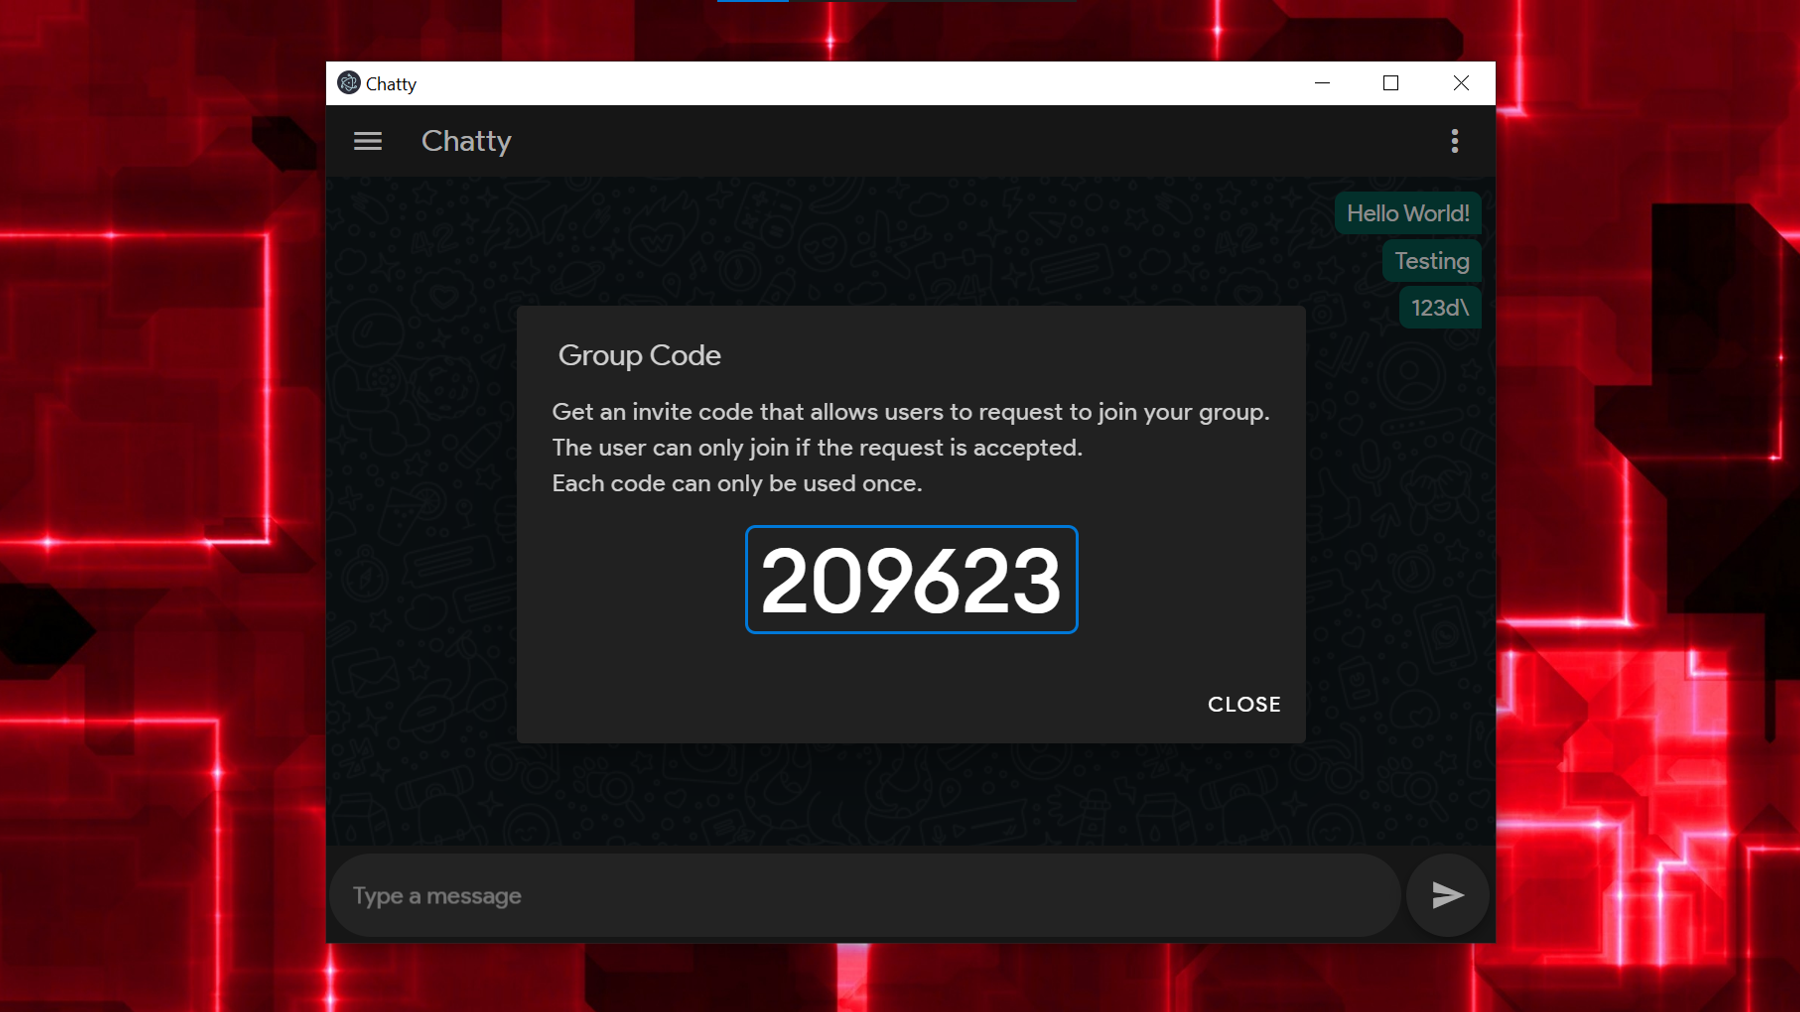 Chatty
Chatty
Hello World!
Testing
123d\
Group Code
Get an invite code that allows users to request to join your group.
The user can only join if the request is accepted.
Each code can only be used once.
209623
CLOSE
Type a message